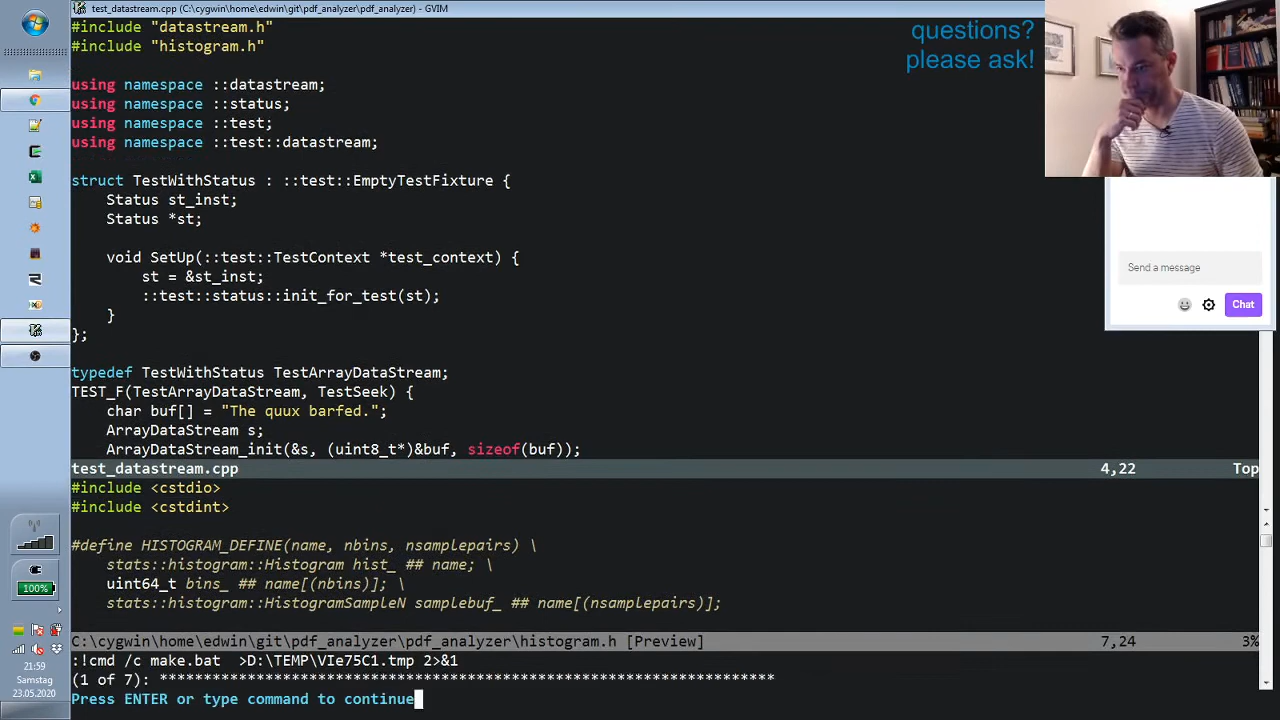 test_datastream.cpp (C:\cygwin\home\edwin\git\pdf_analyzer\pdf_analyzer) - GVIM
#include "datastream.h"
#include "histogram.h"
using namespace ::datastream;
using namespace ::status;
using namespace ::test;
using namespace ::test::datastream;
struct TestWithStatus : ::test::EmptyTestFixture {
    Status st_inst;
    Status *st;
    void SetUp(::test::TestContext *test_context) {
        st = &st_inst;
        ::test::status::init_for_test(st);
    }
};
typedef TestWithStatus TestArrayDataStream;
TEST_F(TestArrayDataStream, TestSeek) {
    char buf[] = "The quux barfed.";
    ArrayDataStream s;
    ArrayDataStream_init(&s, (uint8_t*)&buf, sizeof(buf));
test_datastream.cpp 4,22 Top
#include <cstdio>
#include <cstdint>
#define HISTOGRAM_DEFINE(name, nbins, nsamplepairs) \
    stats::histogram::Histogram hist_ ## name; \
    uint64_t bins_ ## name[(nbins)]; \
    stats::histogram::HistogramSampleN samplebuf_ ## name[(nsamplepairs)];
C:\cygwin\home\edwin\git\pdf_analyzer\pdf_analyzer\histogram.h [Preview] 7,24 3%
:!cmd /c make.bat  >D:\TEMP\VIe75C1.tmp 2>&1
(1 of 7): **********************************************************************
Press ENTER or type command to continue
questions?
please ask!
Send a message
Chat
100%
21:59
Samstag
23.05.2020